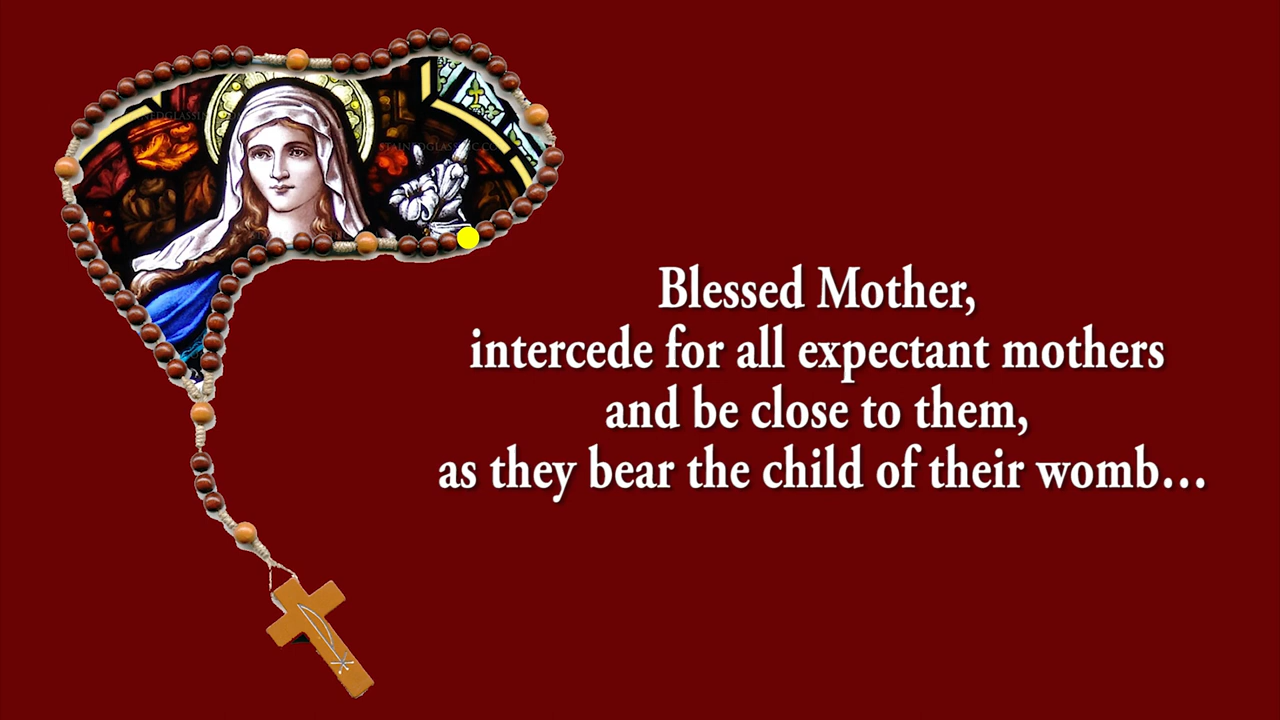 Blessed Mother,
intercede for all expectant mothers
and be close to them,
as they bear the child of their womb...